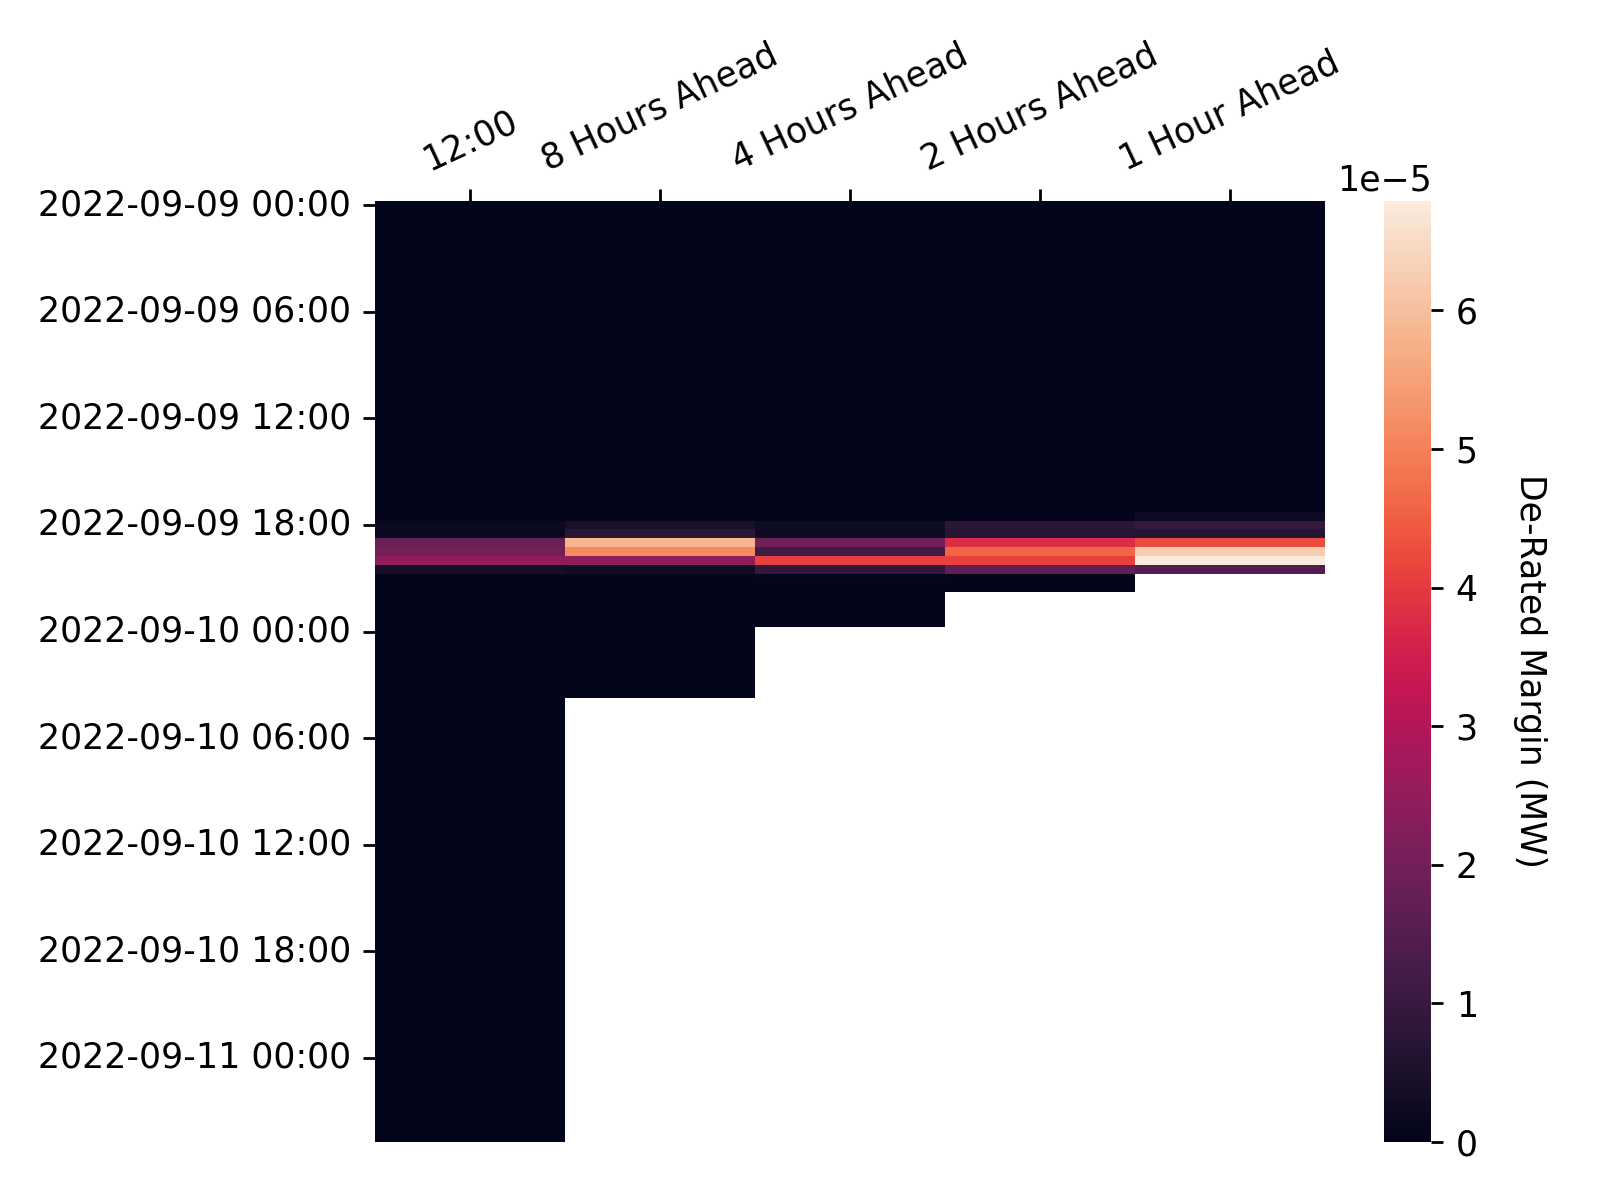 12:00
8 Hours Ahead
4 Hours Ahead
2 Hours Ahead
1 Hour Ahead
1e−5
2022-09-09 00:00
2022-09-09 06:00
2022-09-09 12:00
2022-09-09 18:00
2022-09-10 00:00
2022-09-10 06:00
2022-09-10 12:00
2022-09-10 18:00
2022-09-11 00:00
6
5
4
3
2
1
0
De-Rated Margin (MW)